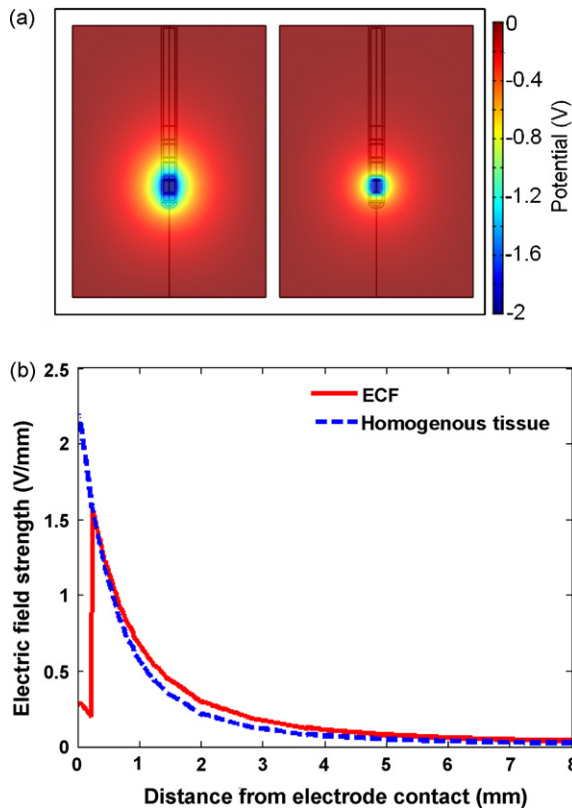 (a)
0
-0.4
-0.8
-1.2
-1.6
-2
Potential (V)
(b)
2.5
2
1.5
1
0.5
0
Electric field strength (V/mm)
ECF
Homogenous tissue
0 1 2 3 4 5 6 7 8
Distance from electrode contact (mm)